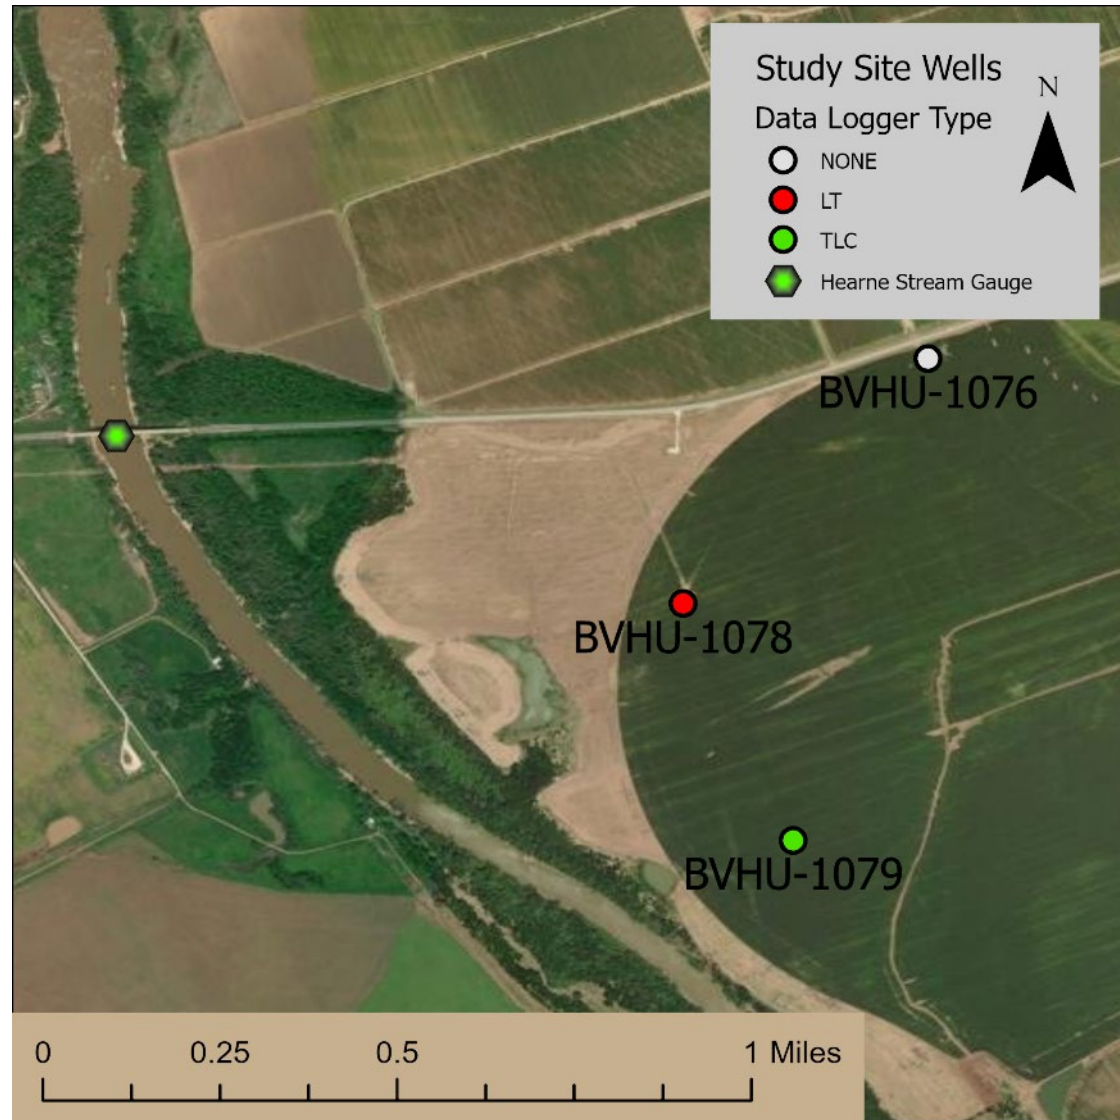 Study Site Wells
N
Data Logger Type
NONE
LT
TLC
Hearne Stream Gauge
BVHU-1076
BVHU-1078
BVHU-1079
0 0.25 0.5 1 Miles